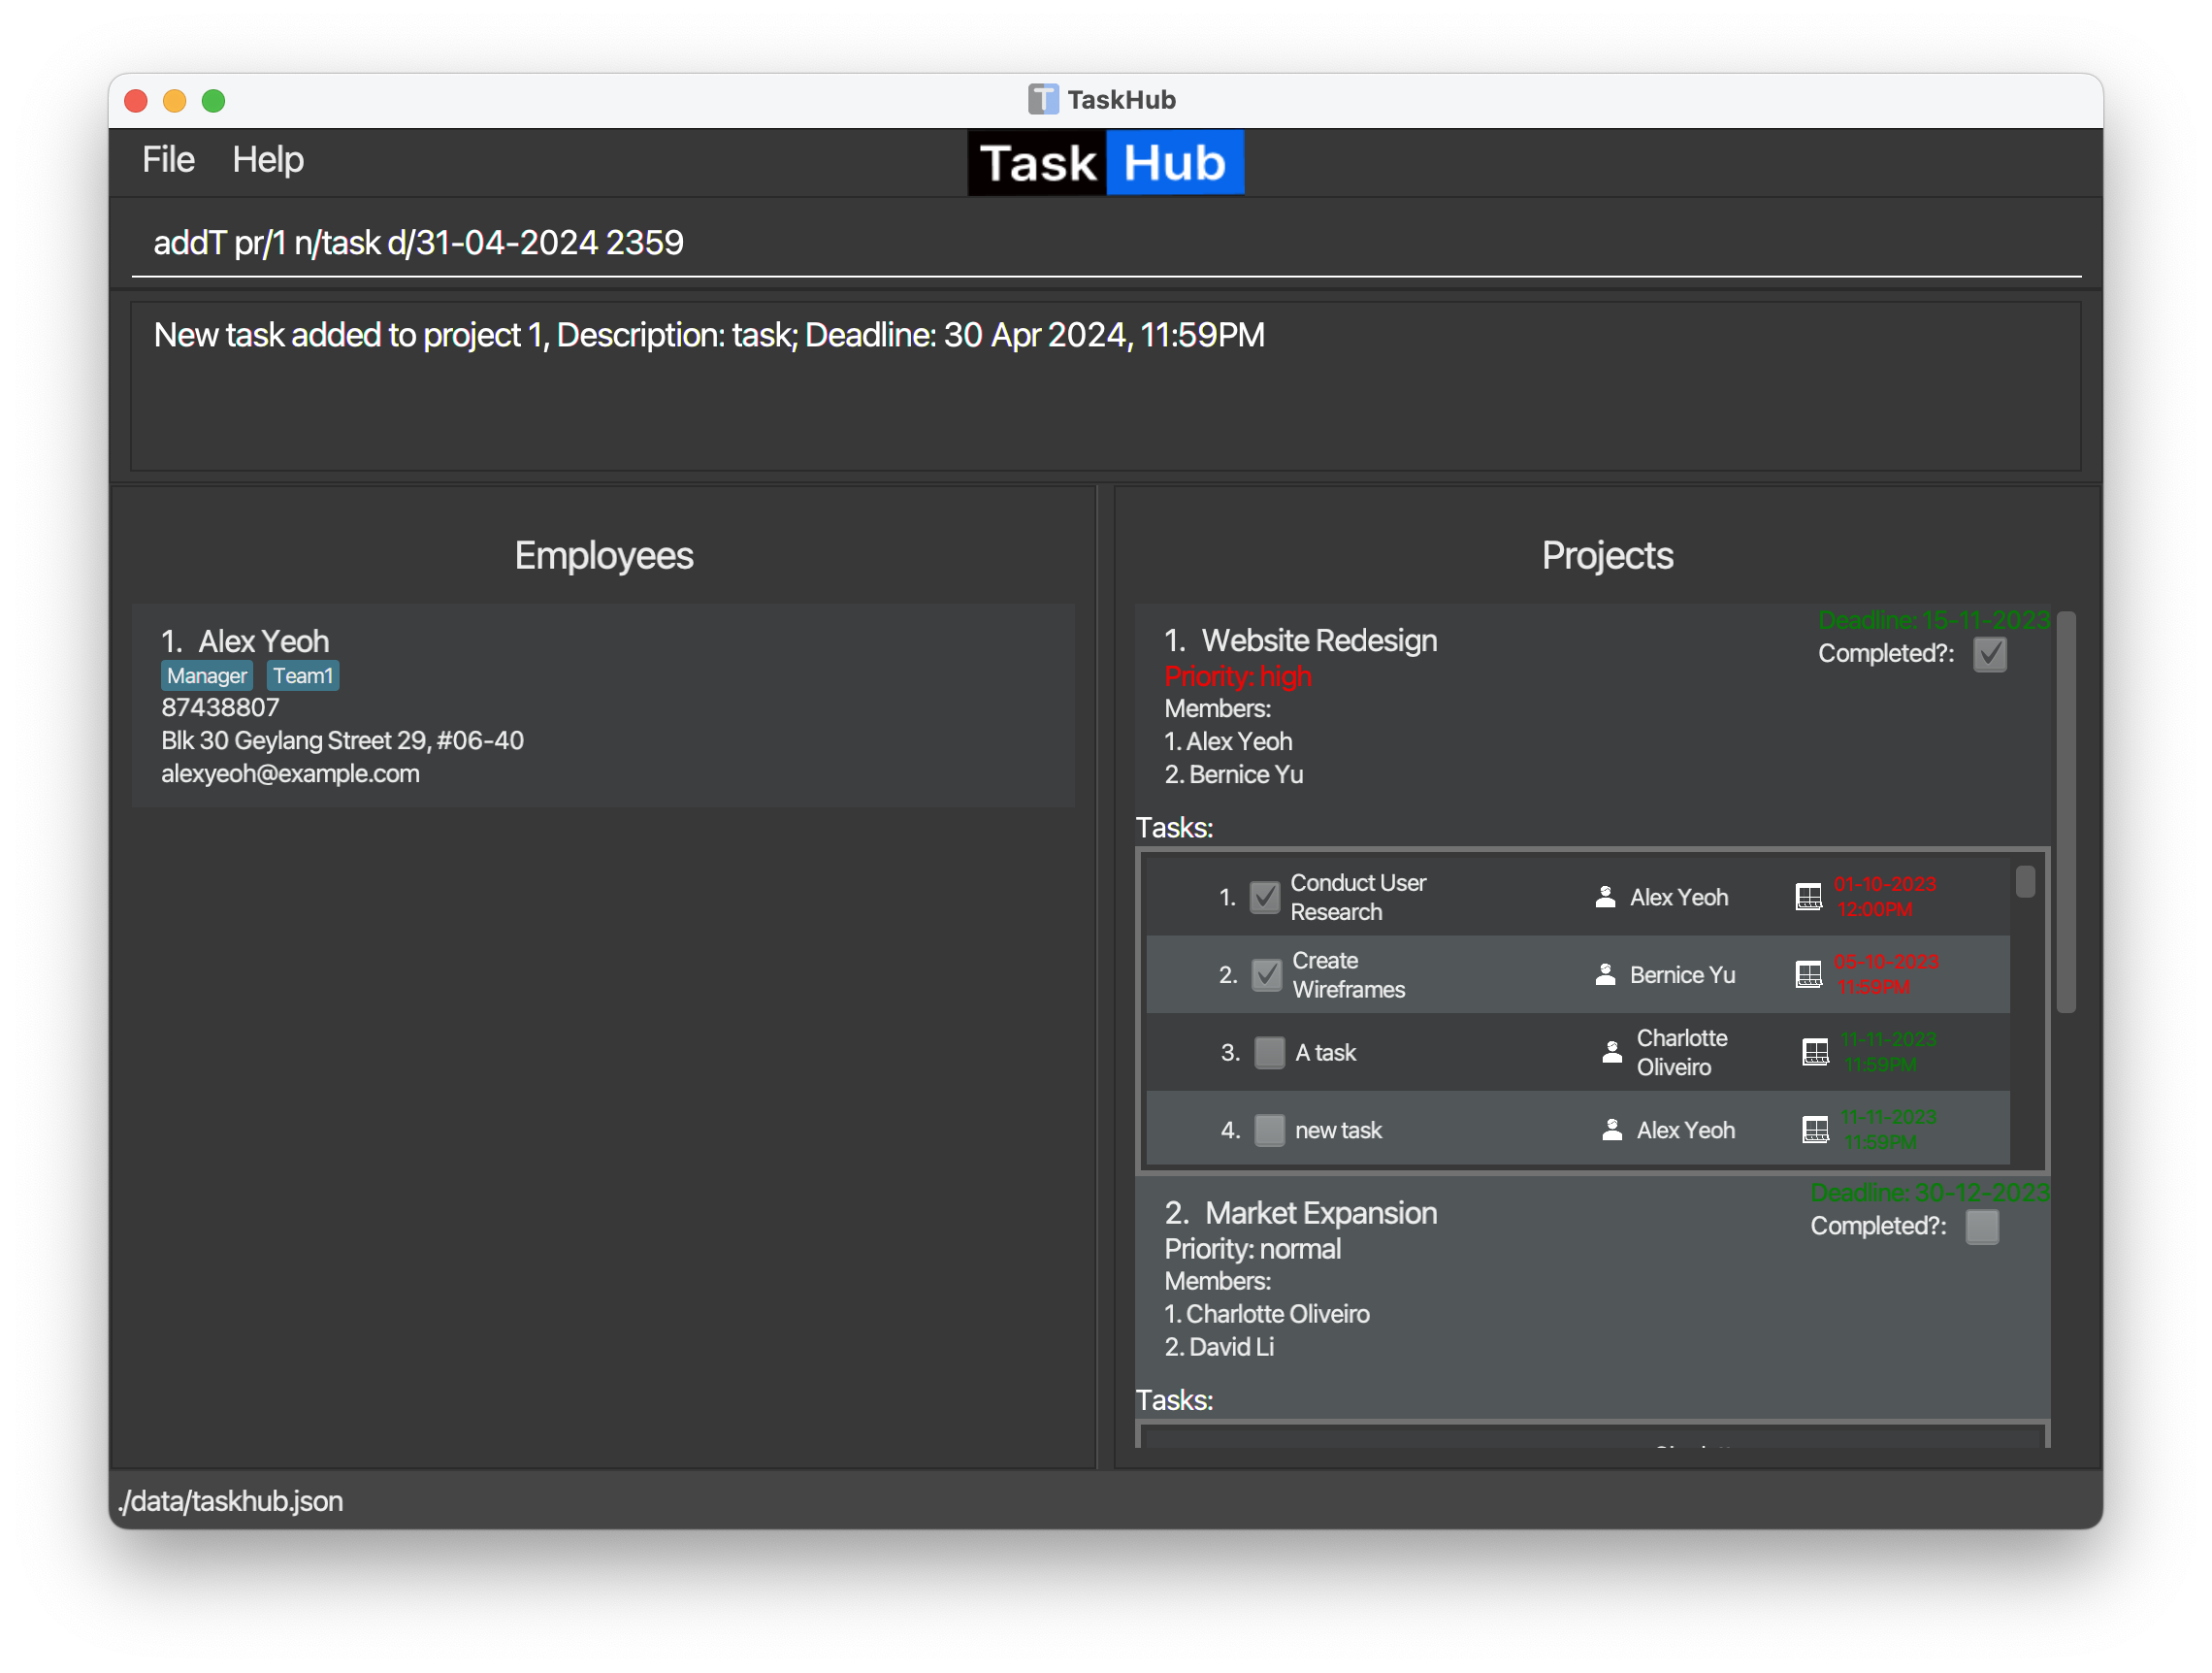 TaskHub
File Help
Task Hub
addT pr/1 n/task d/31-04-2024 2359
New task added to project 1, Description: task; Deadline: 30 Apr 2024, 11:59PM
Employees
1. Alex Yeoh
Manager Team1
87438807
Blk 30 Geylang Street 29, #06-40
alexyeoh@example.com
Projects
1. Website Redesign
Deadline: 15-11-2023
Completed?:
Priority: high
Members:
1. Alex Yeoh
2. Bernice Yu
Tasks:
1. Conduct User
Research
Alex Yeoh
01-10-2023
12:00PM
2. Create
Wireframes
Bernice Yu
05-10-2023
11:59PM
3. A task
Charlotte
Oliveiro
11-11-2023
11:59PM
4. new task
Alex Yeoh
11-11-2023
11:59PM
2. Market Expansion
Deadline: 30-12-2023
Completed?:
Priority: normal
Members:
1. Charlotte Oliveiro
2. David Li
Tasks:
./data/taskhub.json